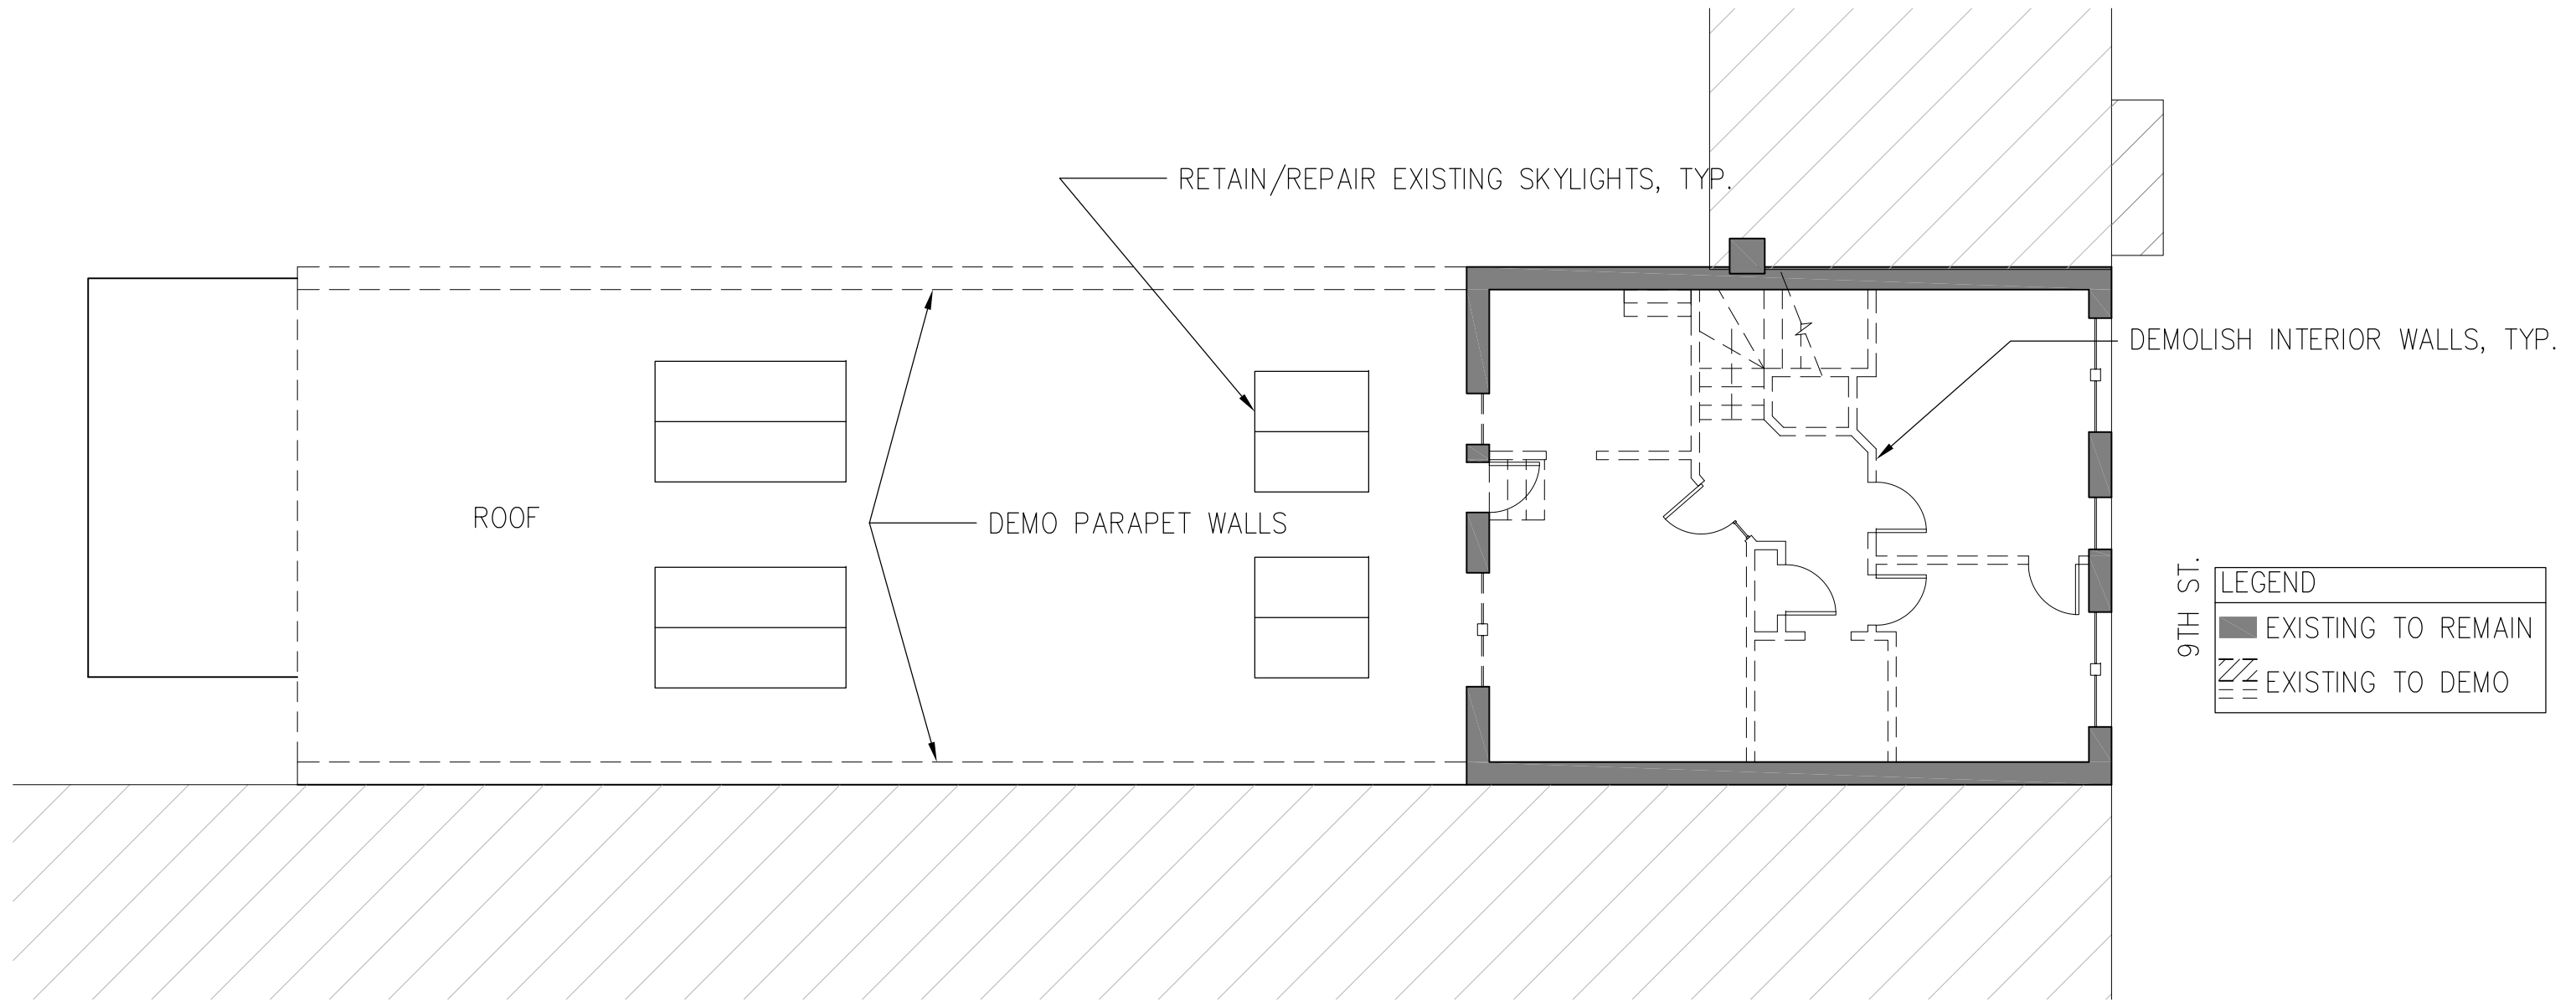 RETAIN/REPAIR EXISTING SKYLIGHTS, TYP.
DEMOLISH INTERIOR WALLS, TYP.
ROOF
DEMO PARAPET WALLS
9TH ST.
LEGEND
EXISTING TO REMAIN
EXISTING TO DEMO